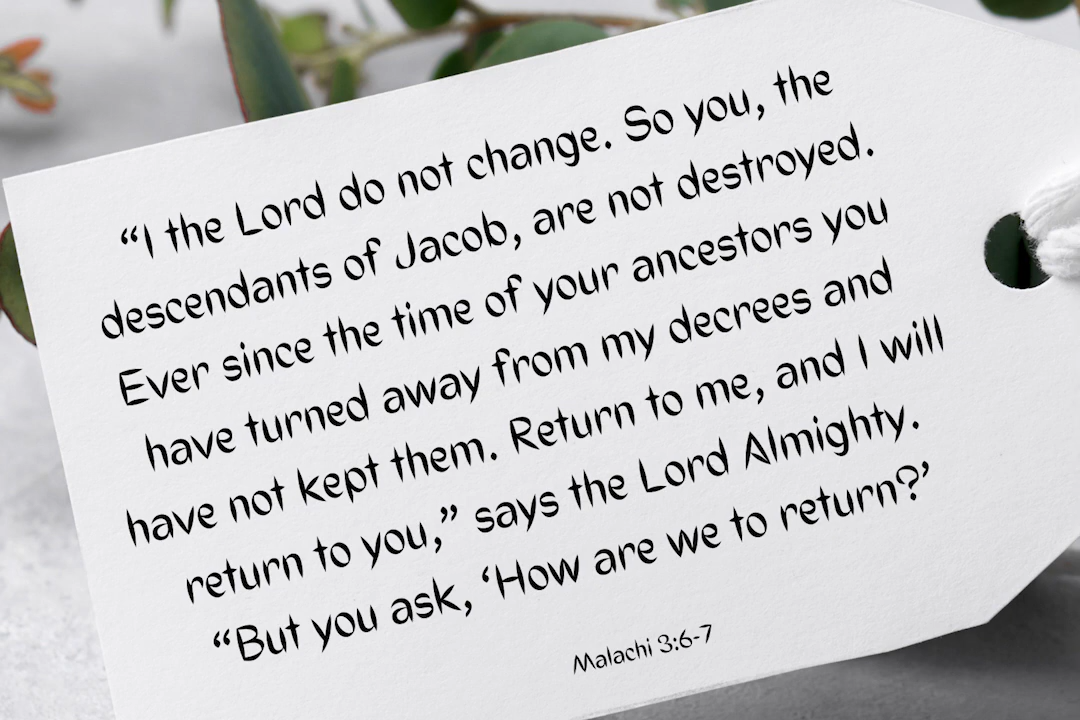 “I the Lord do not change. So you, the
descendants of Jacob, are not destroyed.
Ever since the time of your ancestors you
have turned away from my decrees and
have not kept them. Return to me, and I will
return to you,” says the Lord Almighty.
“But you ask, ‘How are we to return?’
Malachi 3:6-7